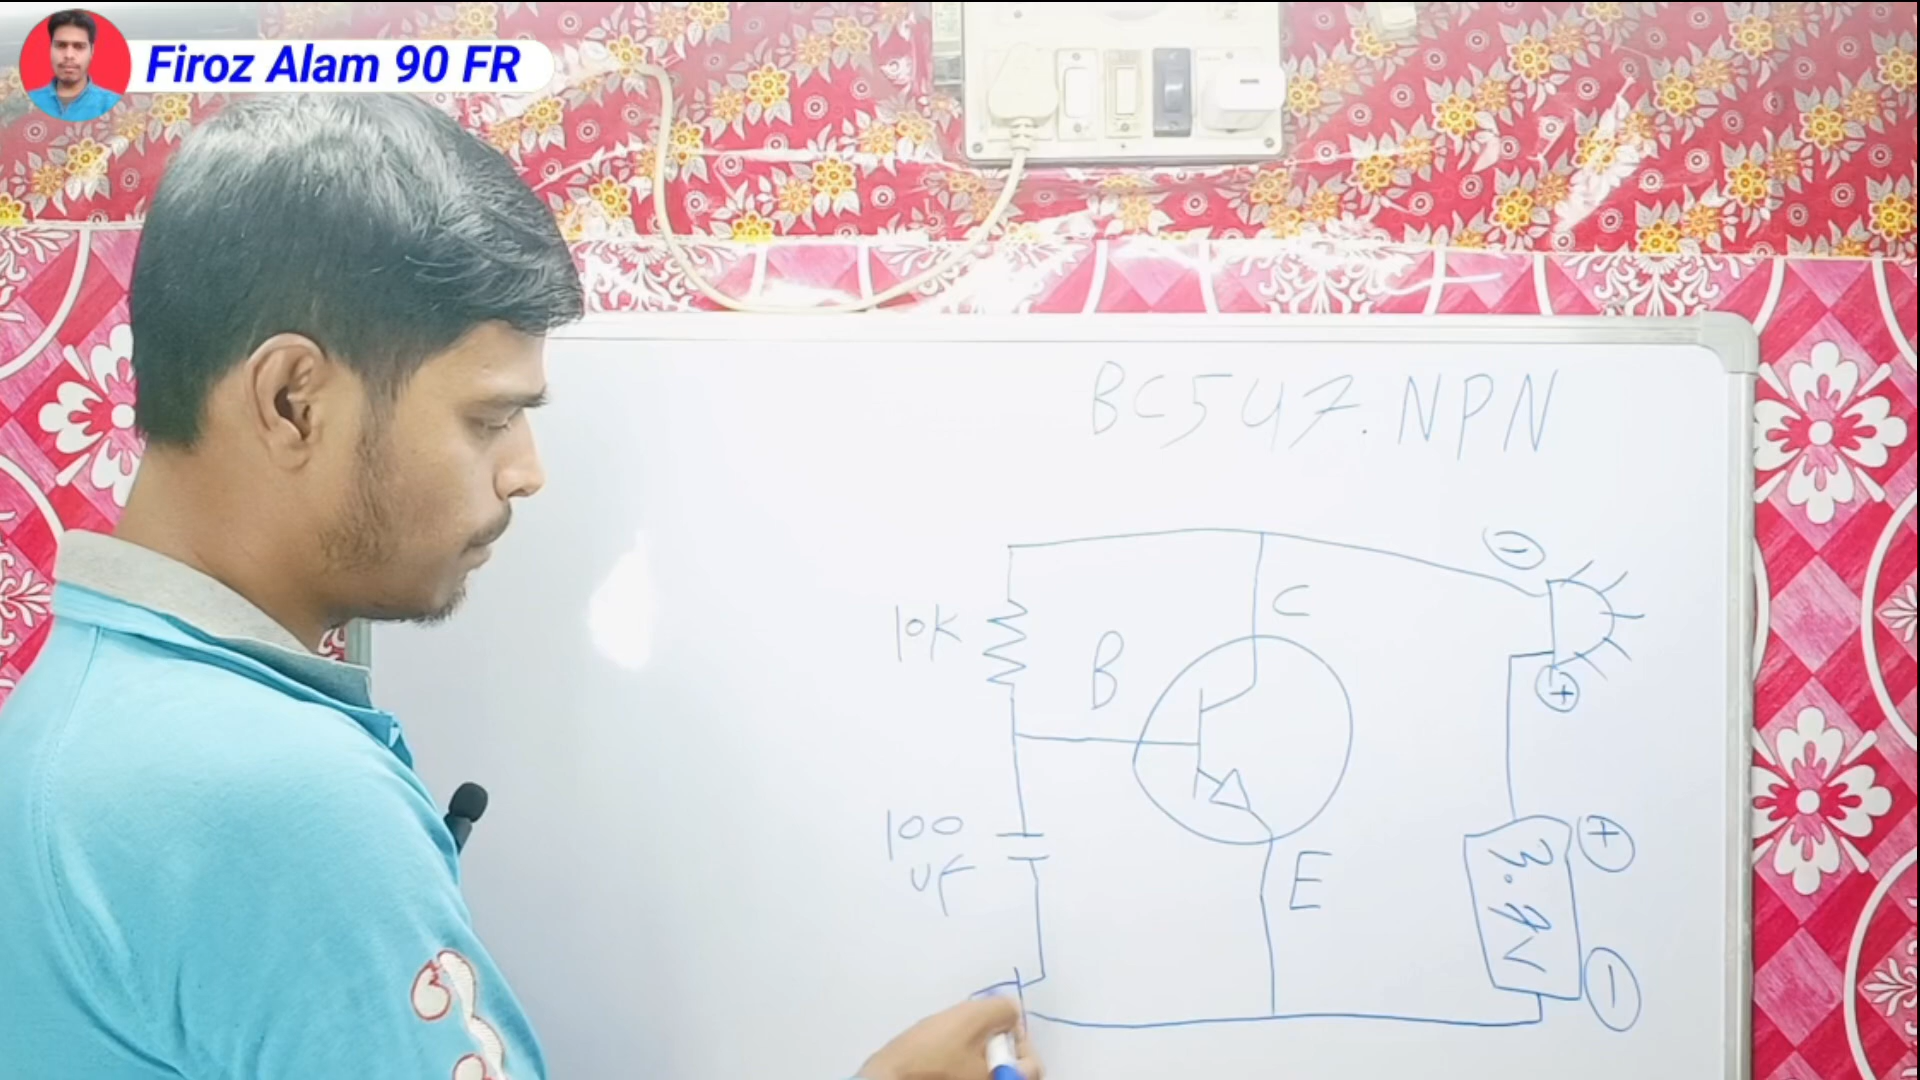 Firoz Alam 90 FR
BC547.NPN
-
C
10K
B
+
100
uF
+
E
3.7V
-